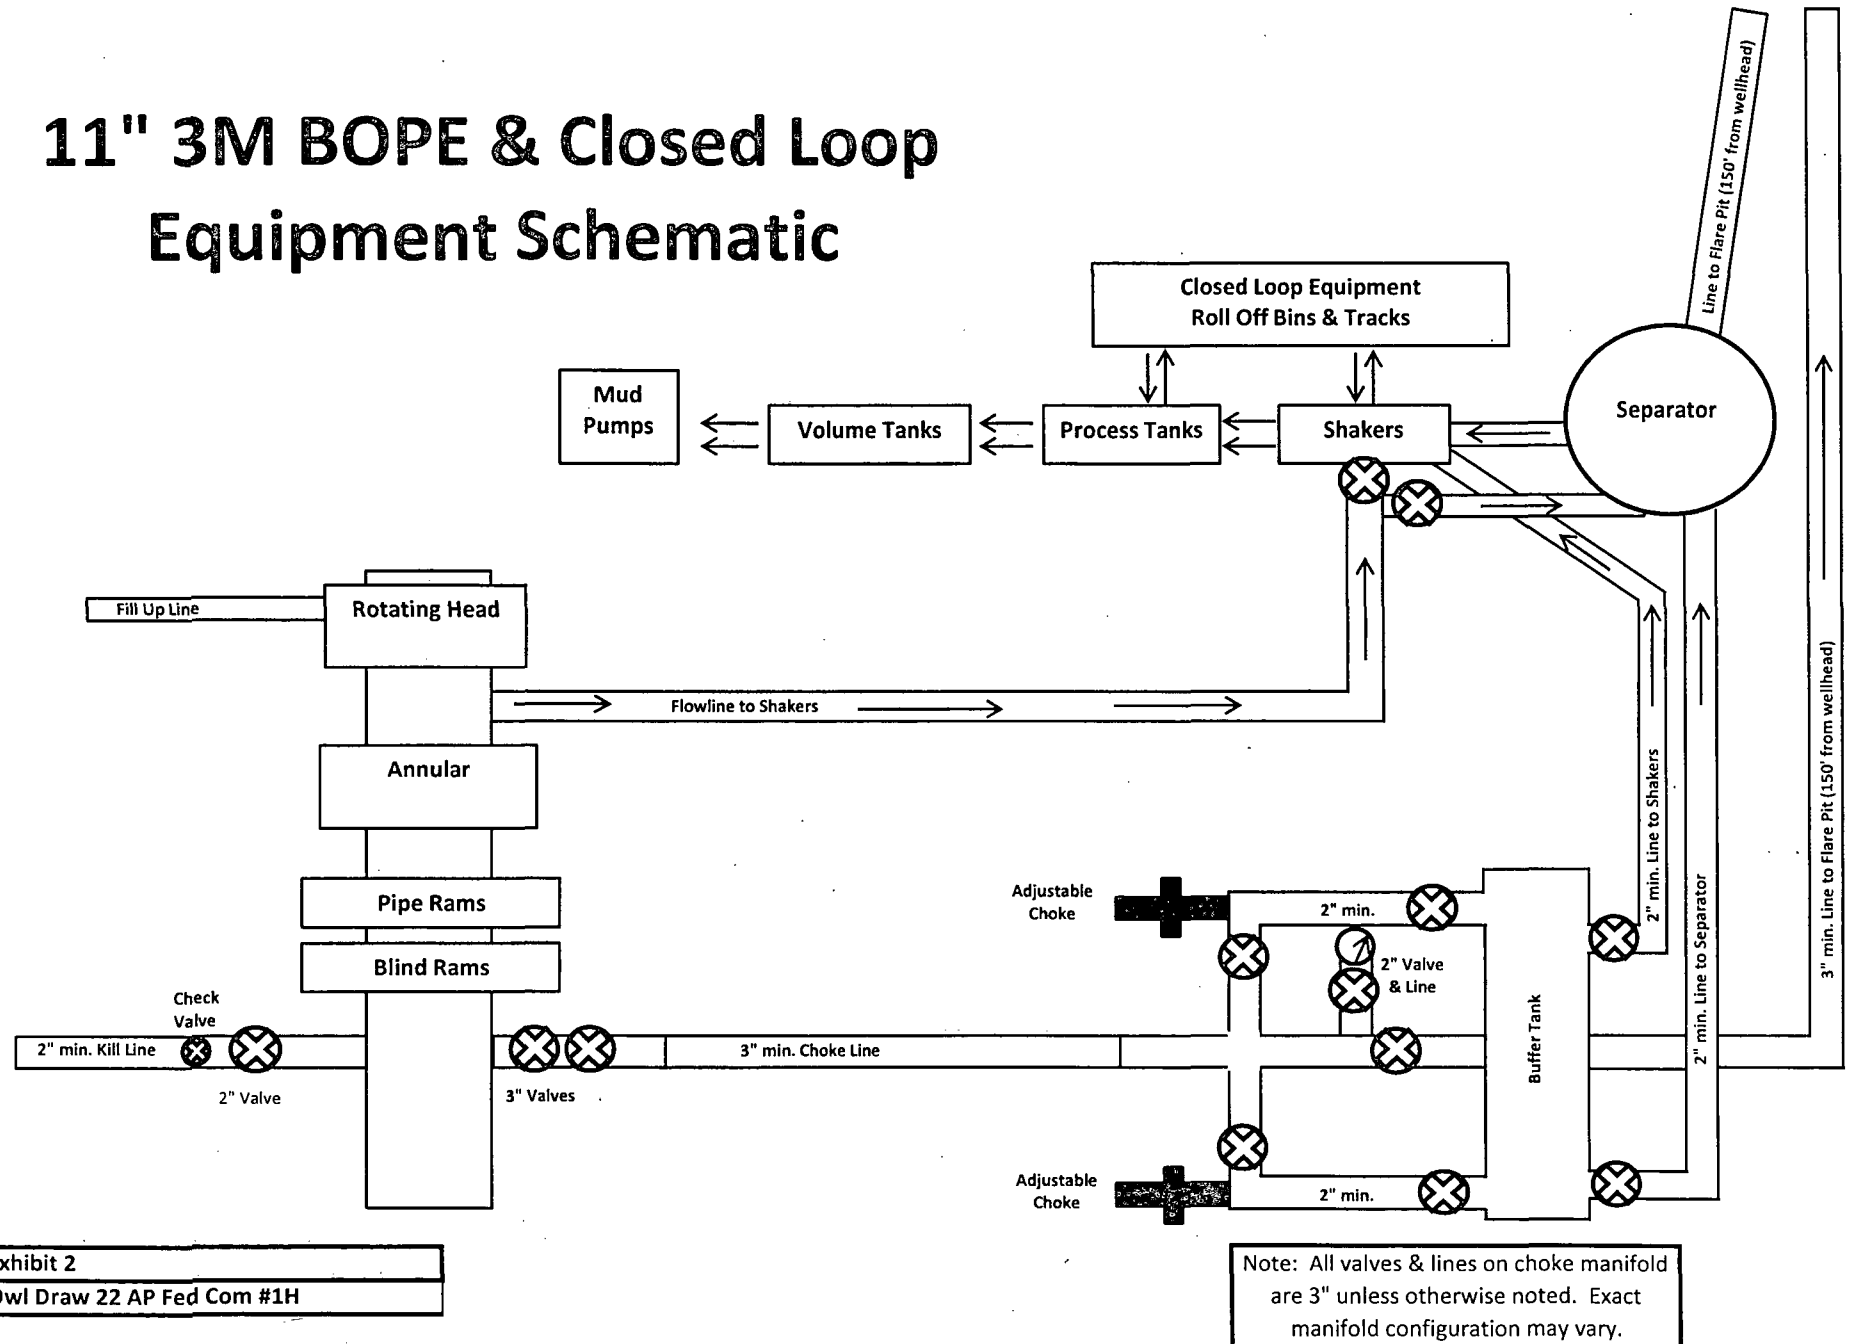 11" 3M BOPE & Closed Loop
Equipment Schematic
Line to Flare Pit (150' from wellhead)
Closed Loop Equipment
Roll Off Bins & Tracks
Mud
Pumps
Volume Tanks
Process Tanks
Shakers
Separator
Fill Up Line
Rotating Head
Flowline to Shakers
Annular
Pipe Rams
Blind Rams
Check
Valve
2" min. Kill Line
2" Valve
3" Valves
3" min. Choke Line
Adjustable
Choke
2" min.
2" Valve
& Line
Buffer Tank
Adjustable
Choke
2" min.
2" min. Line to Shakers
2" min. Line to Separator
3" min. Line to Flare Pit (150' from wellhead)
xhibit 2
Owl Draw 22 AP Fed Com #1H
Note: All valves & lines on choke manifold
are 3" unless otherwise noted. Exact
manifold configuration may vary.